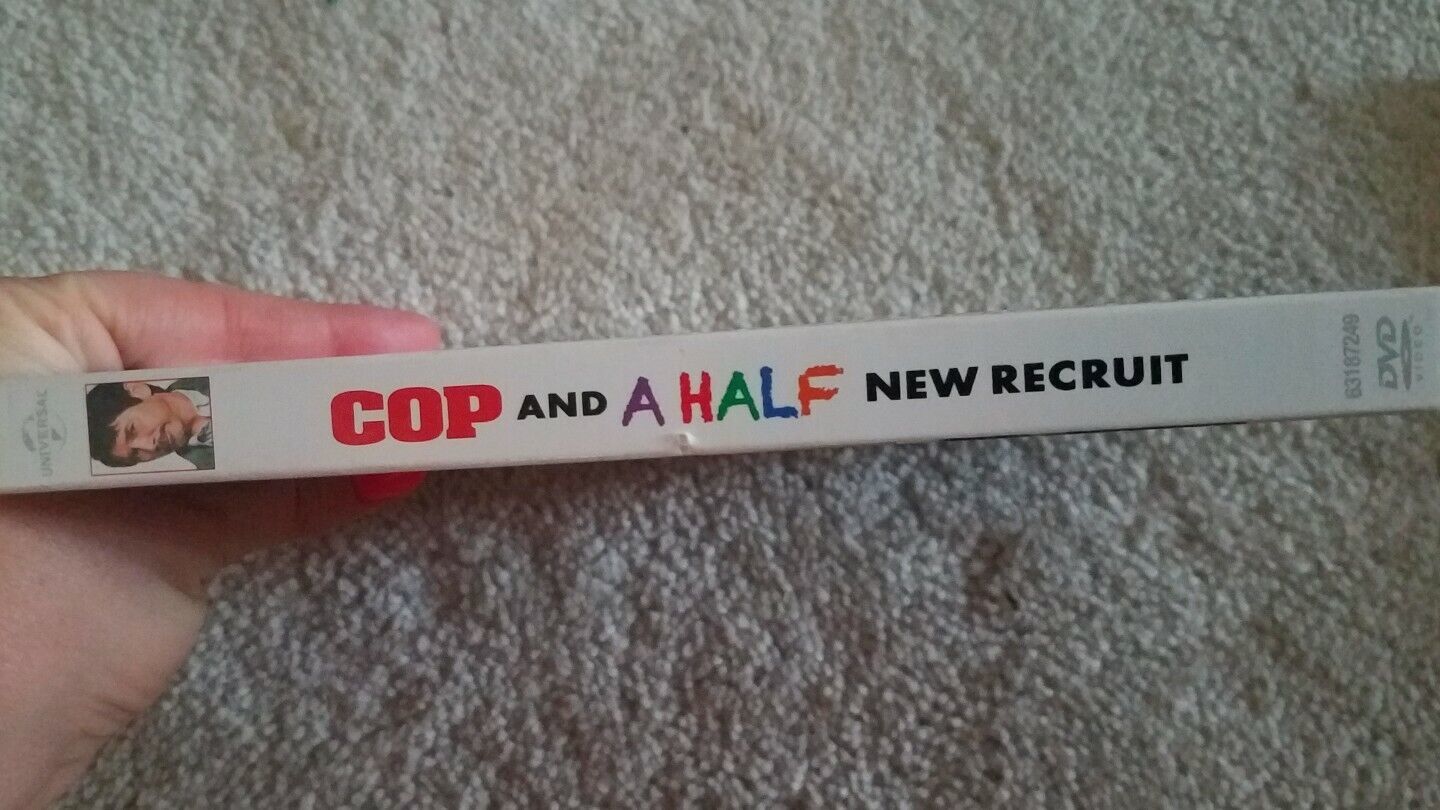 UNIVERSAL
COP AND A HALF NEW RECRUIT
63187249
DVD
VIDEO